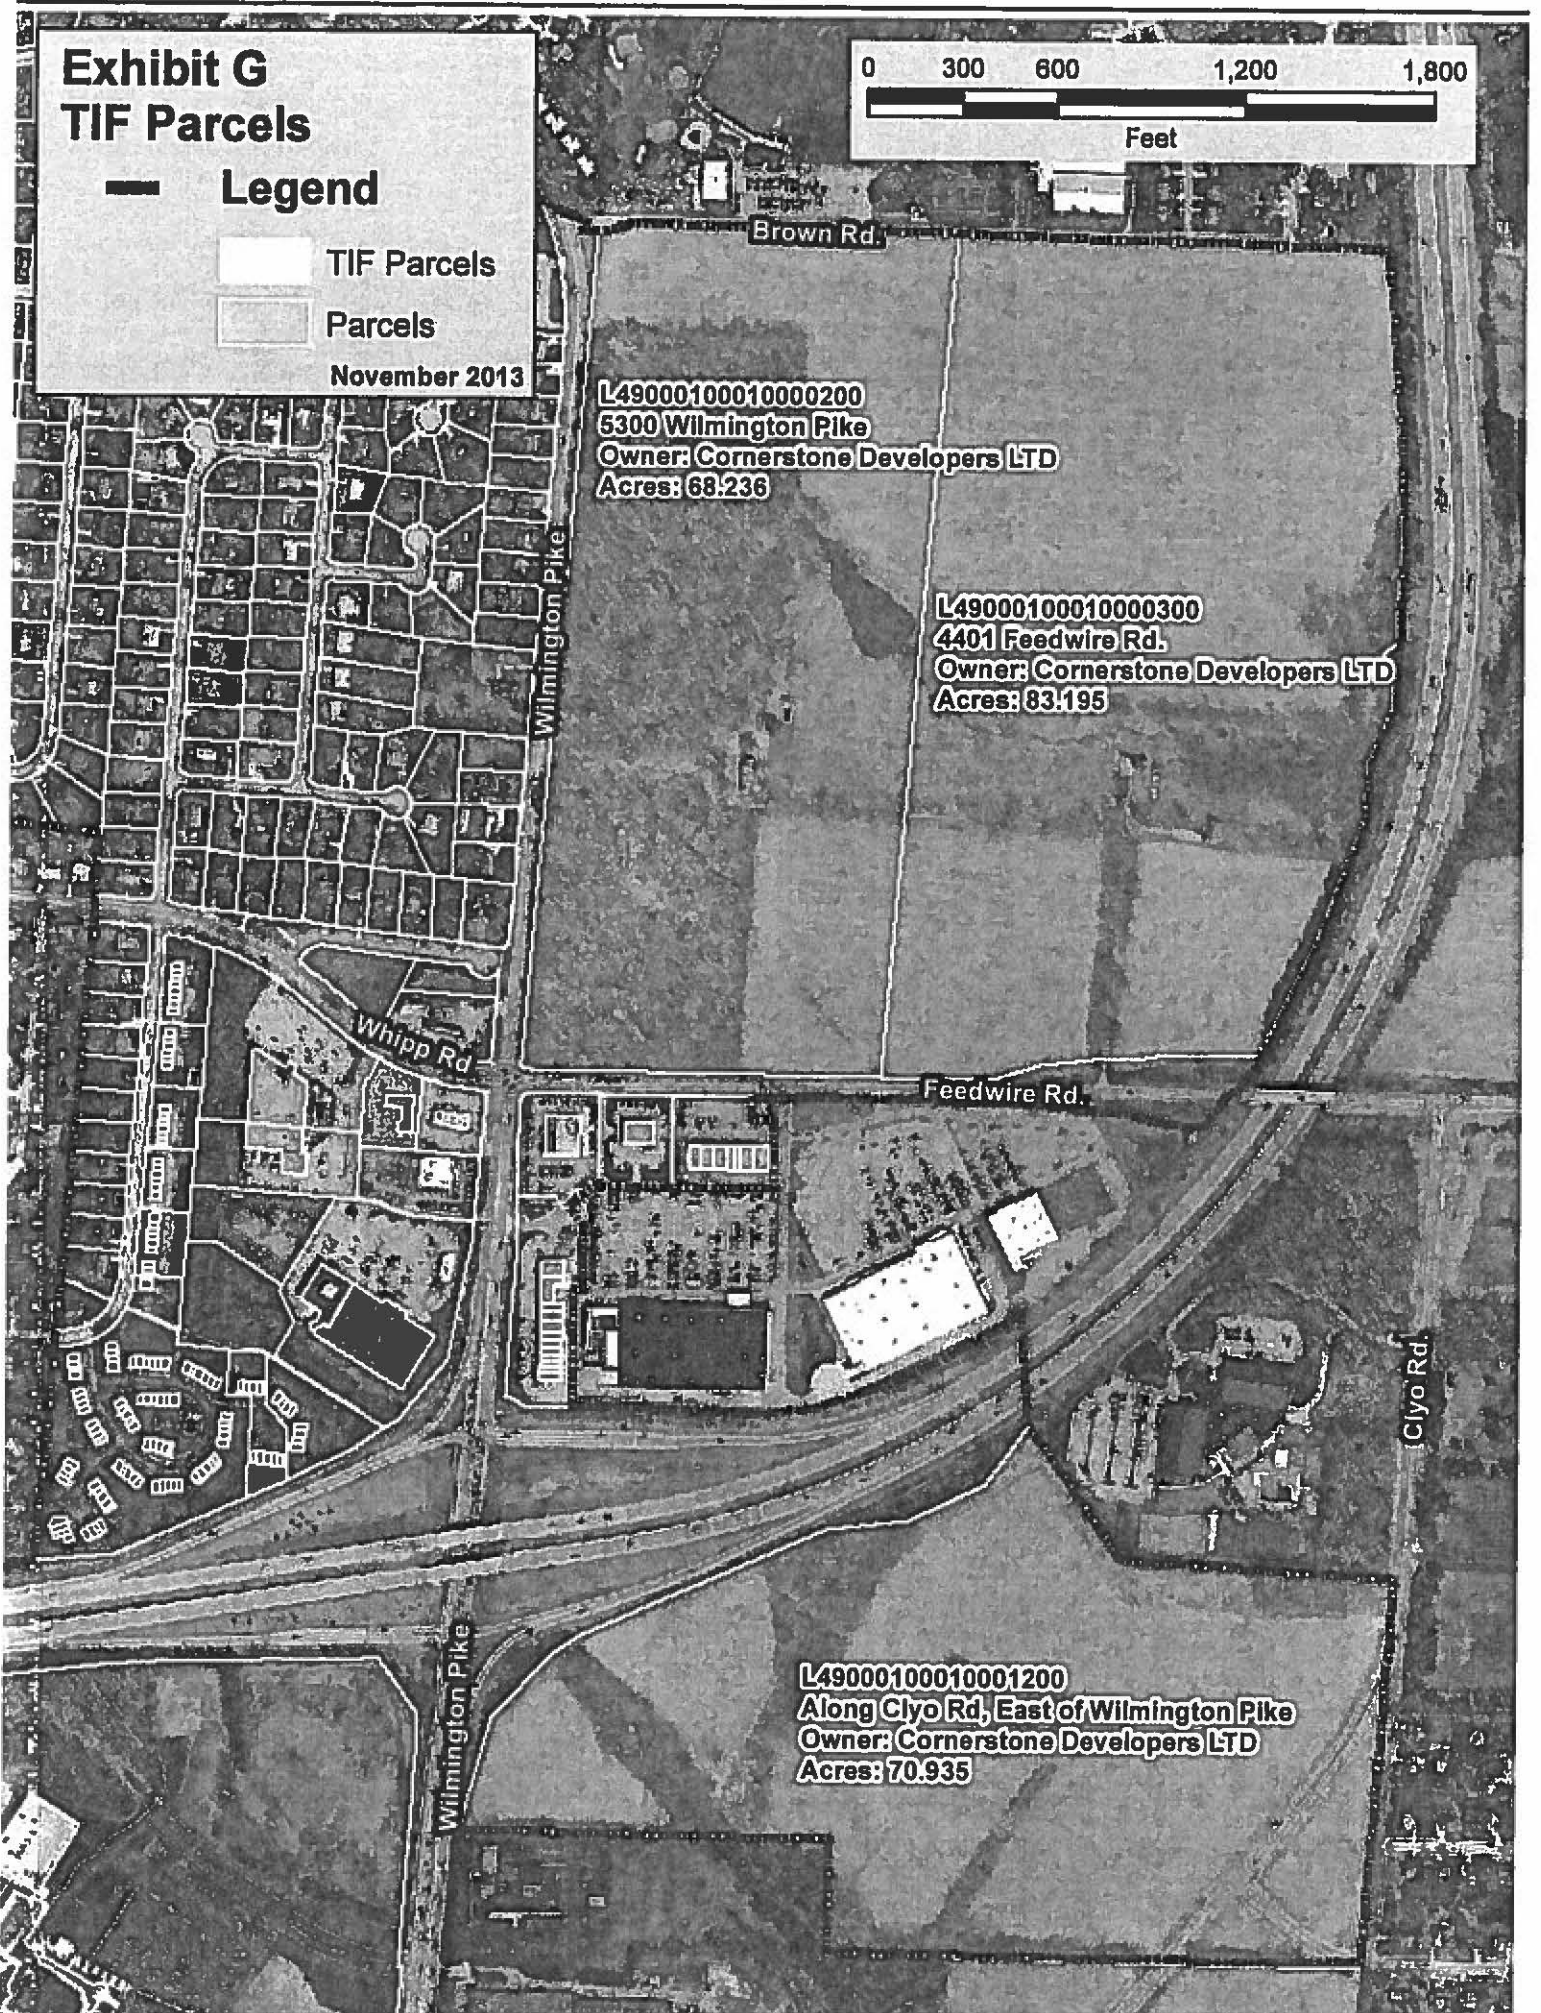 Exhibit G
TIF Parcels
Legend
TIF Parcels
Parcels
November 2013
0 300 600 1,200 1,800
Feet
Brown Rd.
L49000100010000200
5300 Wilmington Pike
Owner: Cornerstone Developers LTD
Acres: 68.236
Wilmington Pike
L49000100010000300
4401 Feedwire Rd.
Owner: Cornerstone Developers LTD
Acres: 83.195
Whipp Rd
Feedwire Rd.
Clyo Rd.
Wilmington Pike
L49000100010001200
Along Clyo Rd, East of Wilmington Pike
Owner: Cornerstone Developers LTD
Acres: 70.935